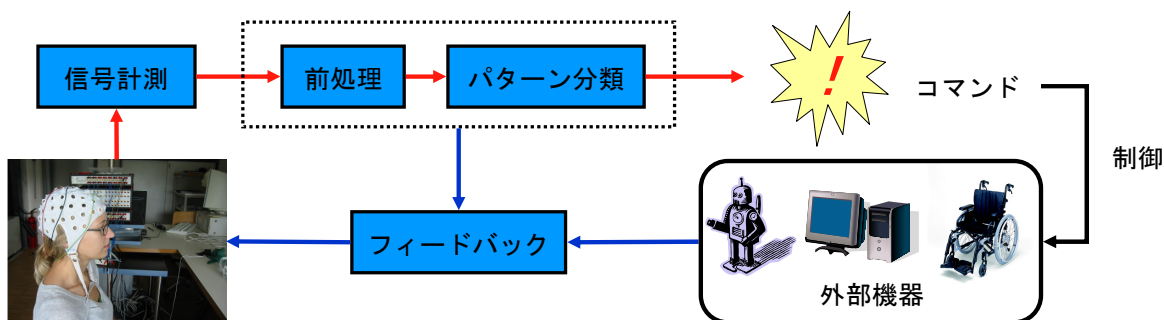 信号計測
前処理
パターン分類
!
コマンド
制御
フィードバック
外部機器